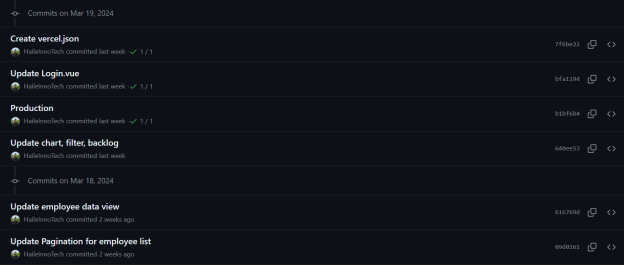 Commits on Mar 19, 2024
Create vercel.json
HaileInnoTech committed last week · 1 / 1
7f6be22
Update Login.vue
HaileInnoTech committed last week · 1 / 1
bfa1194
Production
HaileInnoTech committed last week · 1 / 1
b1bf6b4
Update chart, filter, backlog
HaileInnoTech committed last week
640ee53
Commits on Mar 18, 2024
Update employee data view
HaileInnoTech committed 2 weeks ago
616769d
Update Pagination for employee list
HaileInnoTech committed 2 weeks ago
09d0161